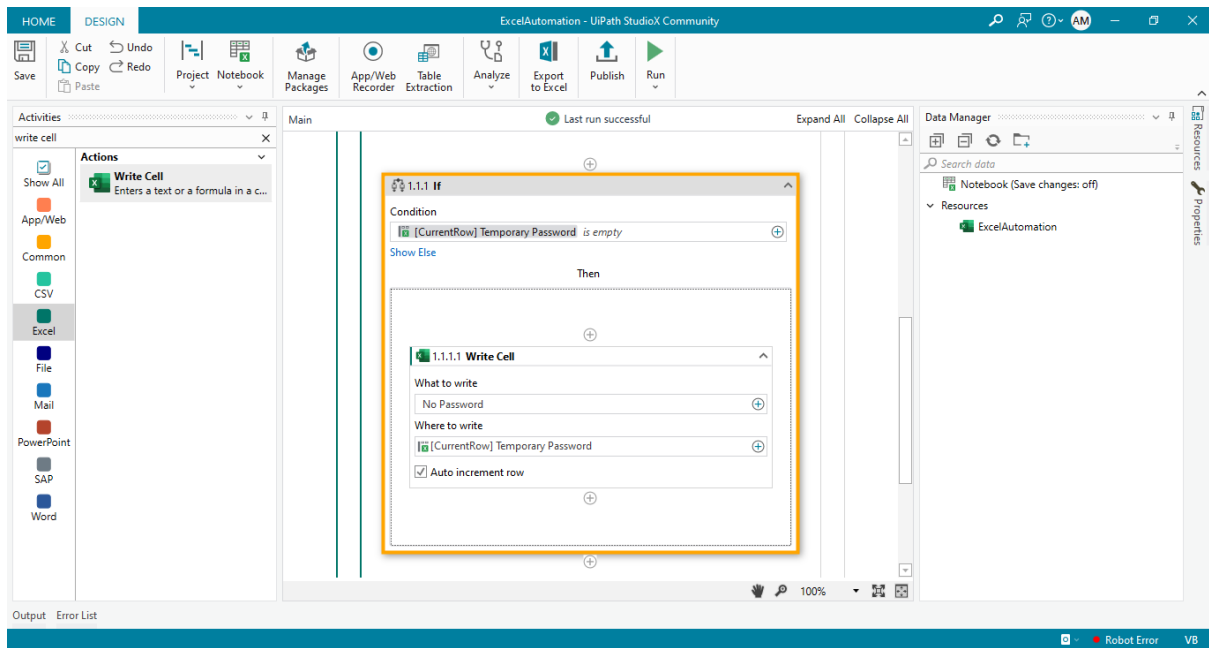 HOME DESIGN ExcelAutomation - UiPath StudioX Community AM
Save Cut Copy Paste Undo Redo Project Notebook Manage Packages App/Web Recorder Table Extraction Analyze Export to Excel Publish Run
Activities
write cell
Show All
App/Web
Common
CSV
Excel
File
Mail
PowerPoint
SAP
Word
Actions
Write Cell
Enters a text or a formula in a c...
Main Last run successful Expand All Collapse All
1.1.1 If
Condition
[CurrentRow] Temporary Password is empty
Show Else
Then
1.1.1.1 Write Cell
What to write
No Password
Where to write
[CurrentRow] Temporary Password
Auto increment row
100%
Data Manager
Search data
Notebook (Save changes: off)
Resources
ExcelAutomation
Resources
Properties
Output Error List
Robot Error VB